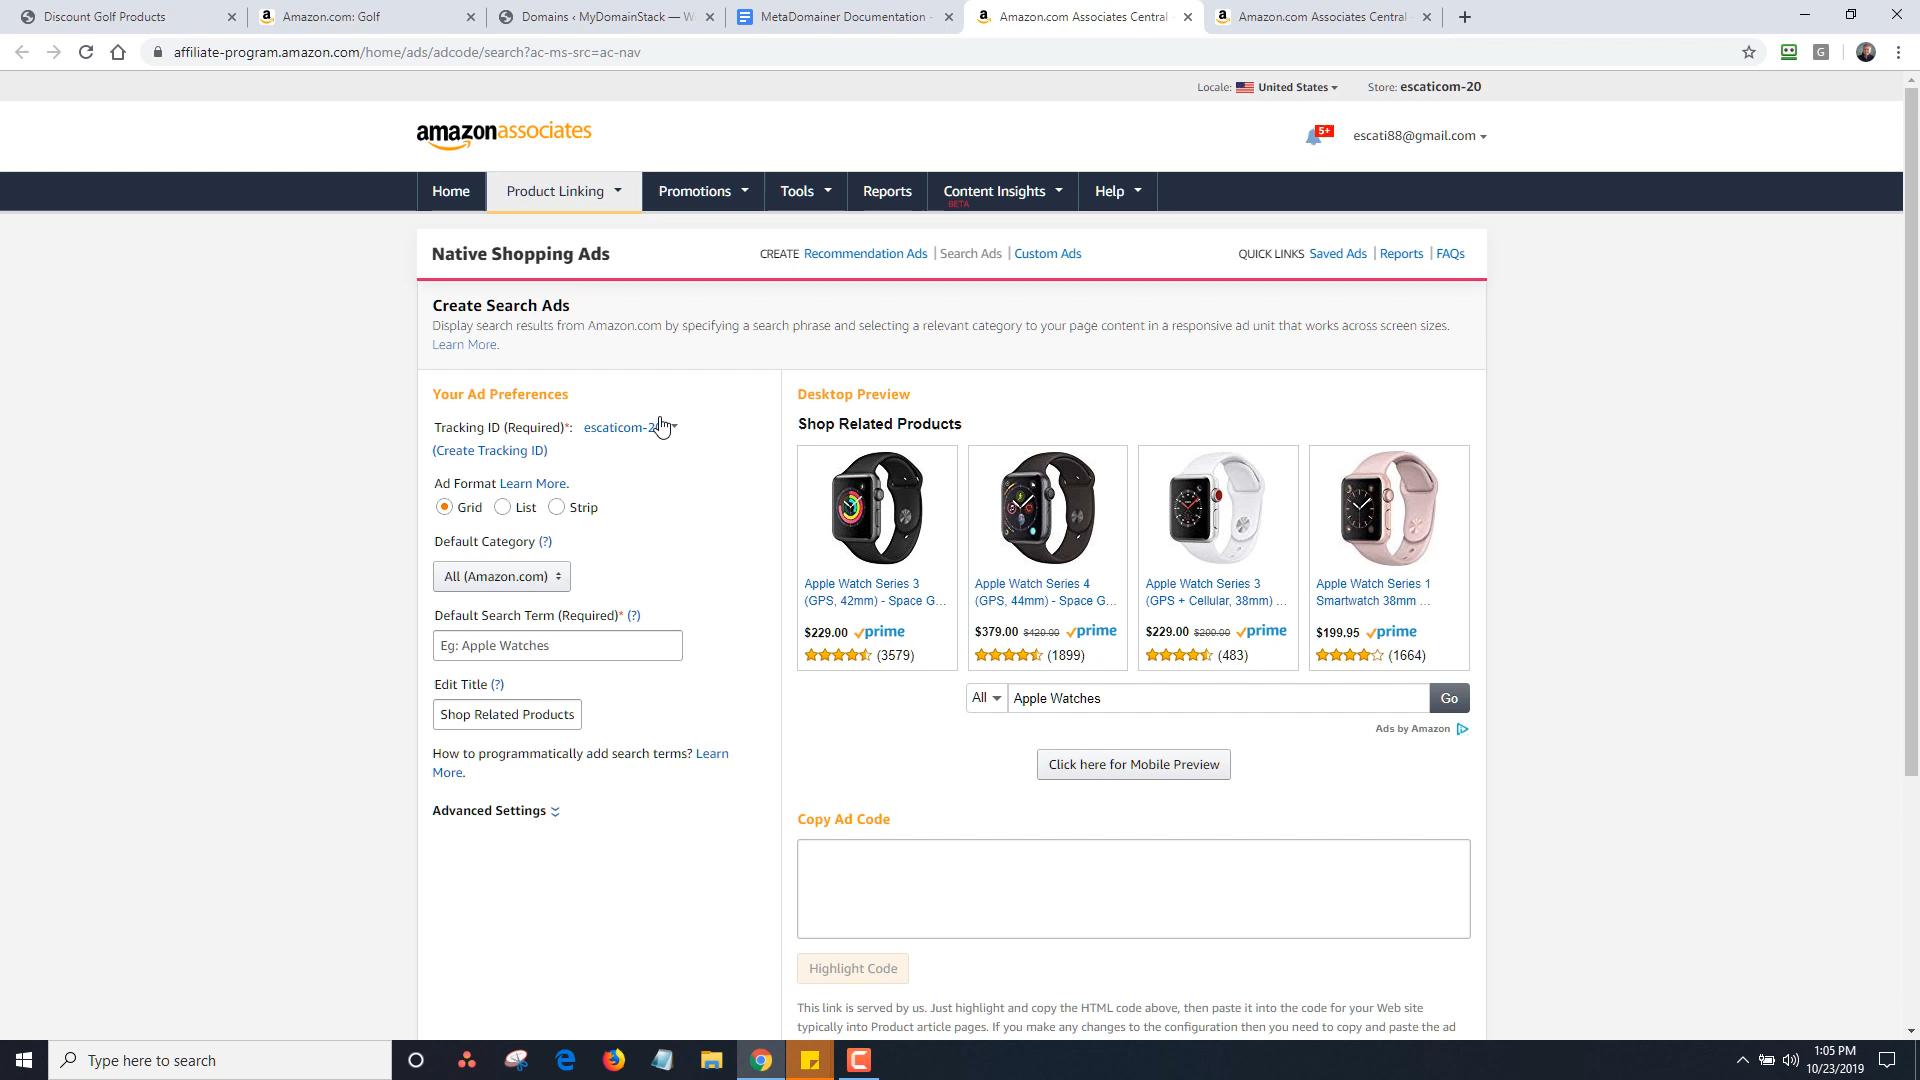 Discount Golf Products
Amazon.com: Golf
Domains ‹ MyDomainStack — W
MetaDomainer Documentation -
Amazon.com Associates Central -
Amazon.com Associates Central -
affiliate-program.amazon.com/home/ads/adcode/search?ac-ms-src=ac-nav
Locale: United States
Store: escaticom-20
amazonassociates
5+
escati88@gmail.com
Home
Product Linking
Promotions
Tools
Reports
Content Insights
BETA
Help
Native Shopping Ads
CREATE Recommendation Ads | Search Ads | Custom Ads
QUICK LINKS Saved Ads | Reports | FAQs
Create Search Ads
Display search results from Amazon.com by specifying a search phrase and selecting a relevant category to your page content in a responsive ad unit that works across screen sizes.
Learn More.
Your Ad Preferences
Tracking ID (Required)*: escaticom-2
(Create Tracking ID)
Ad Format Learn More.
Grid List Strip
Default Category (?)
All (Amazon.com)
Default Search Term (Required)* (?)
Eg: Apple Watches
Edit Title (?)
Shop Related Products
How to programmatically add search terms? Learn
More.
Advanced Settings
Desktop Preview
Shop Related Products
Apple Watch Series 3
(GPS, 42mm) - Space G...
$229.00 prime
(3579)
Apple Watch Series 4
(GPS, 44mm) - Space G...
$379.00 $429.00 prime
(1899)
Apple Watch Series 3
(GPS + Cellular, 38mm) ...
$229.00 $299.00 prime
(483)
Apple Watch Series 1
Smartwatch 38mm ...
$199.95 prime
(1664)
All Apple Watches Go
Ads by Amazon
Click here for Mobile Preview
Copy Ad Code
Highlight Code
This link is served by us. Just highlight and copy the HTML code above, then paste it into the code for your Web site
typically into Product article pages. If you make any changes to the configuration then you need to copy and paste the ad
Type here to search
1:05 PM
10/23/2019